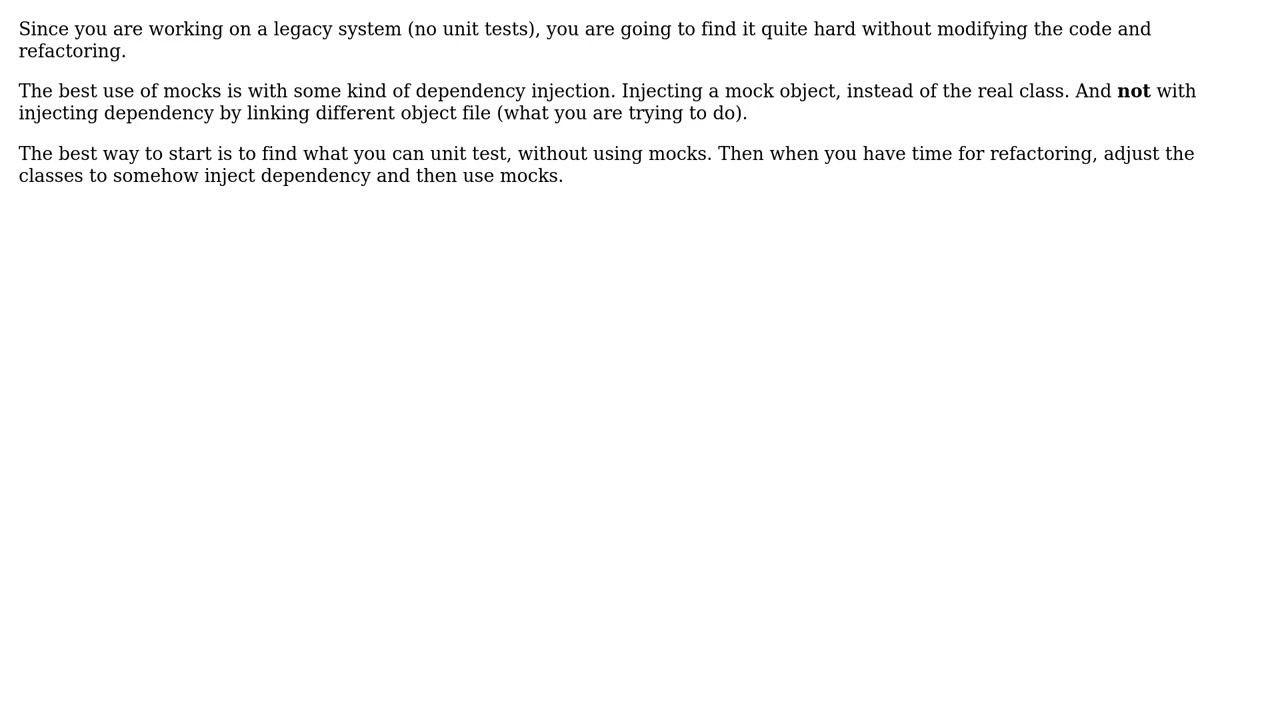 Since you are working on a legacy system (no unit tests), you are going to find it quite hard without modifying the code and
refactoring.
The best use of mocks is with some kind of dependency injection. Injecting a mock object, instead of the real class. And not with
injecting dependency by linking different object file (what you are trying to do).
The best way to start is to find what you can unit test, without using mocks. Then when you have time for refactoring, adjust the
classes to somehow inject dependency and then use mocks.